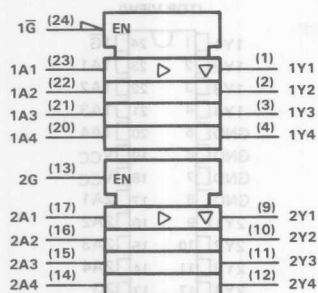 1G̅ (24) EN
1A1 (23) (1) 1Y1
1A2 (22) (2) 1Y2
1A3 (21) (3) 1Y3
1A4 (20) (4) 1Y4
2G (13) EN
2A1 (17) (9) 2Y1
2A2 (16) (10) 2Y2
2A3 (15) (11) 2Y3
2A4 (14) (12) 2Y4